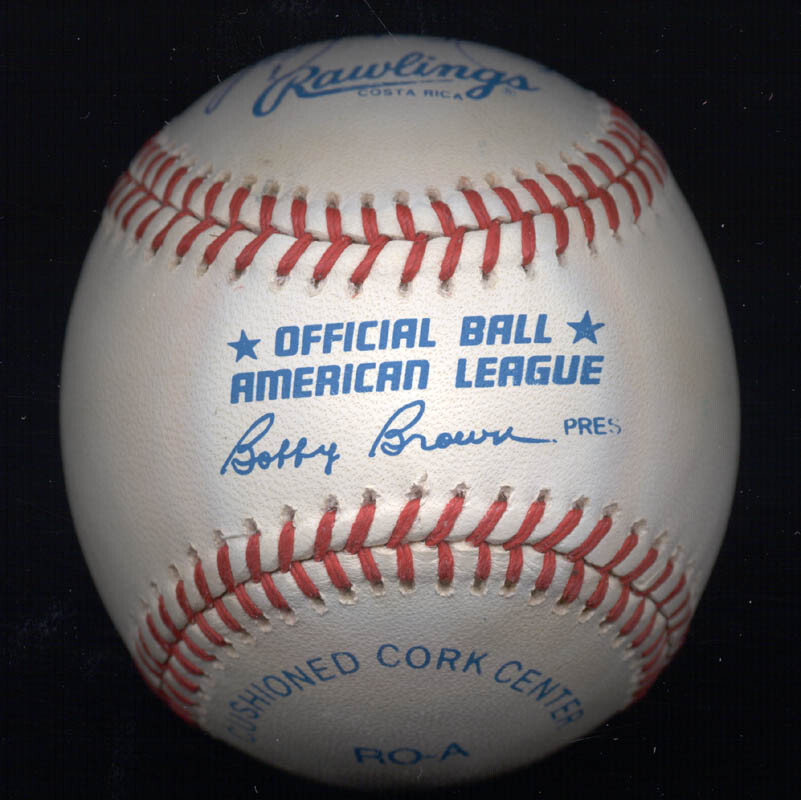 Rawlings®
COSTA RICA
★ OFFICIAL BALL ★
AMERICAN LEAGUE
Bobby Brown. PRES
CUSHIONED CORK CENTER
RO-A